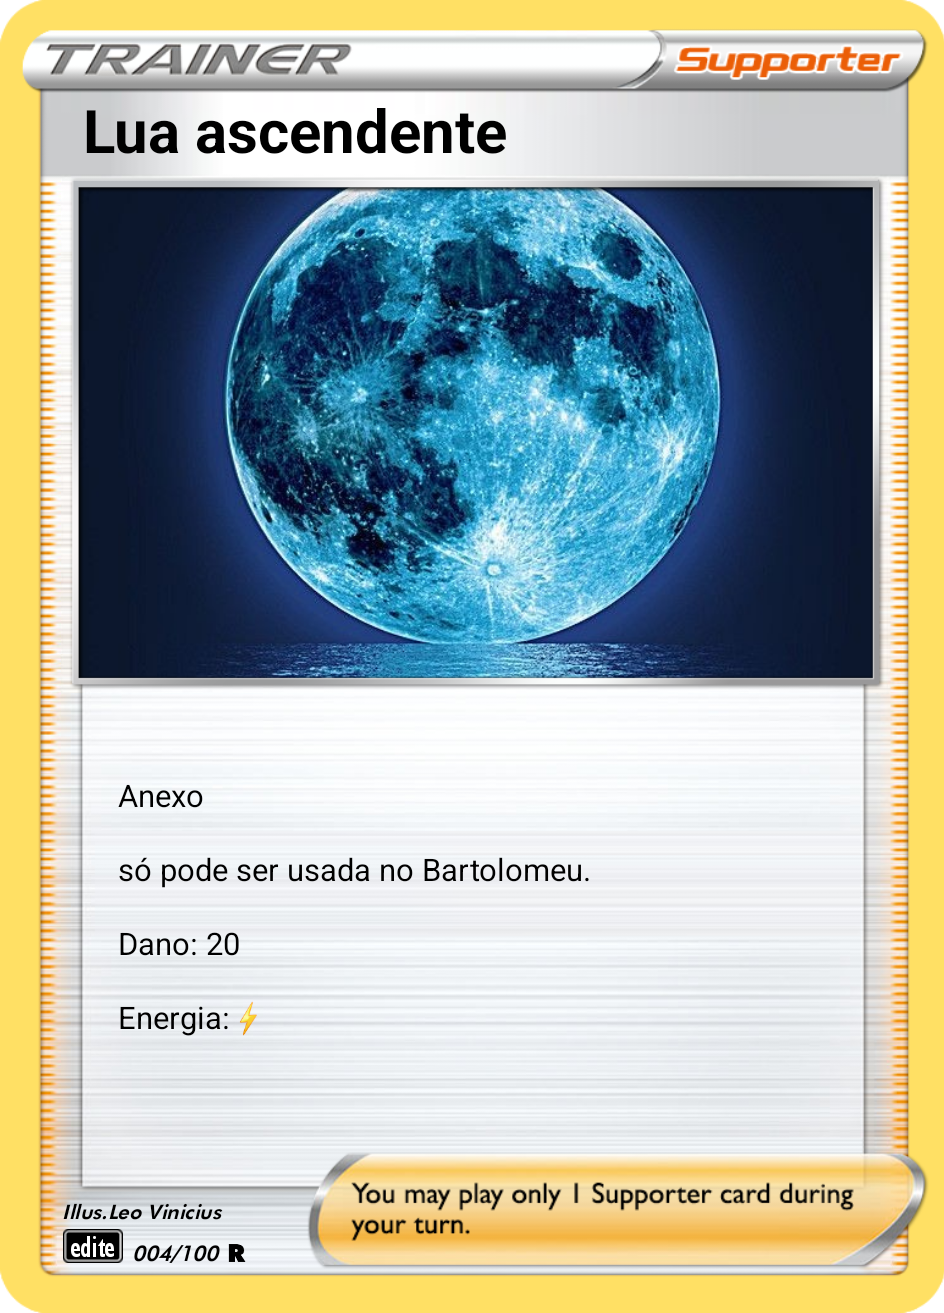 TRAINER
Supporter
Lua ascendente
Anexo
só pode ser usada no Bartolomeu.
Dano: 20
Energia: ⚡
You may play only 1 Supporter card during
your turn.
Illus.Leo Vinicius
edite 004/100 R